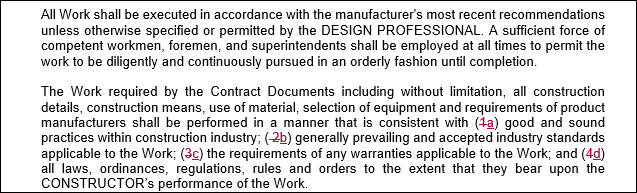 All Work shall be executed in accordance with the manufacturer's most recent recommendations
unless otherwise specified or permitted by the DESIGN PROFESSIONAL. A sufficient force of
competent workmen, foremen, and superintendents shall be employed at all times to permit the
work to be diligently and continuously pursued in an orderly fashion until completion.
The Work required by the Contract Documents including without limitation, all construction
details, construction means, use of material, selection of equipment and requirements of product
manufacturers shall be performed in a manner that is consistent with (1a) good and sound
practices within construction industry; ( 2b) generally prevailing and accepted industry standards
applicable to the Work; (3c) the requirements of any warranties applicable to the Work; and (4d)
all laws, ordinances, regulations, rules and orders to the extent that they bear upon the
CONSTRUCTOR's performance of the Work.